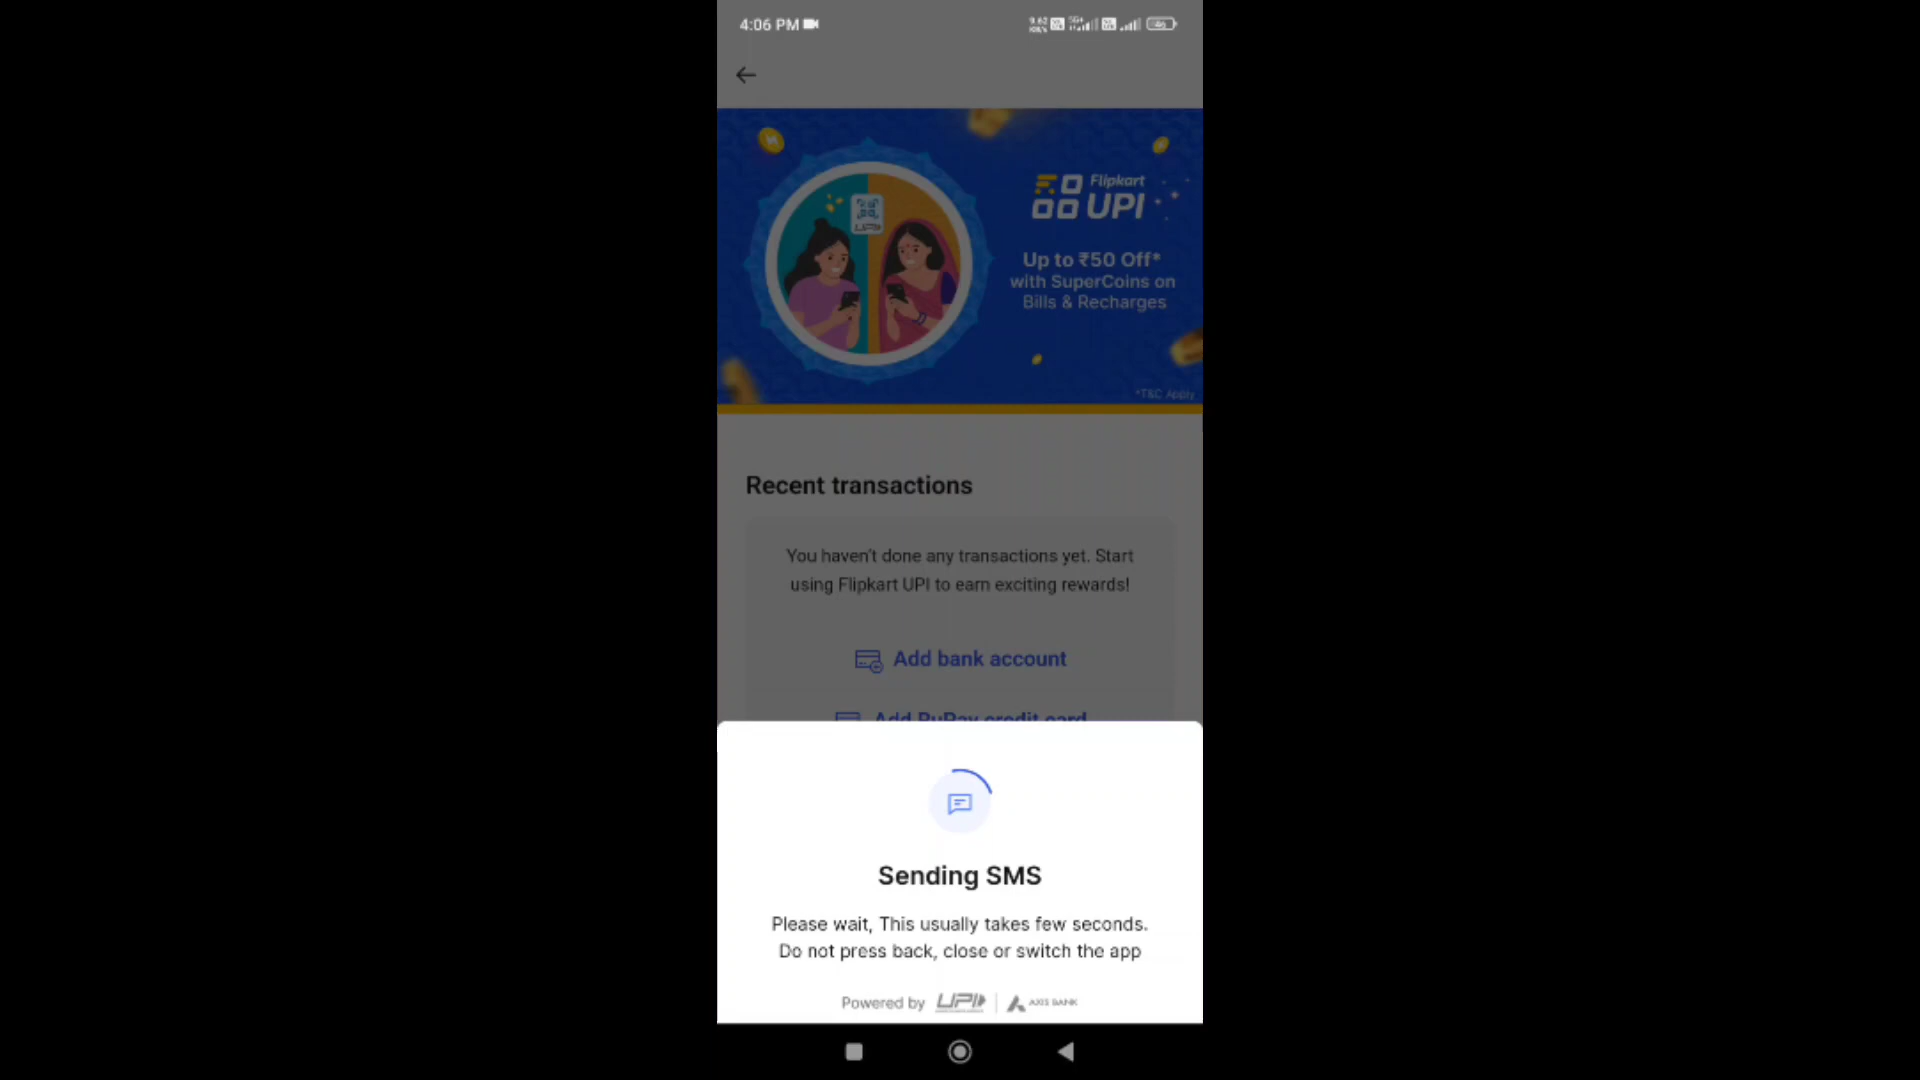 4:06 PM
Flipkart
UPI
Up to ₹50 Off*
with SuperCoins on
Bills & Recharges
*T&C Apply
Recent transactions
You haven't done any transactions yet. Start
using Flipkart UPI to earn exciting rewards!
Add bank account
Add RuPay credit card
Sending SMS
Please wait, This usually takes few seconds.
Do not press back, close or switch the app
Powered by UPI | AXIS BANK